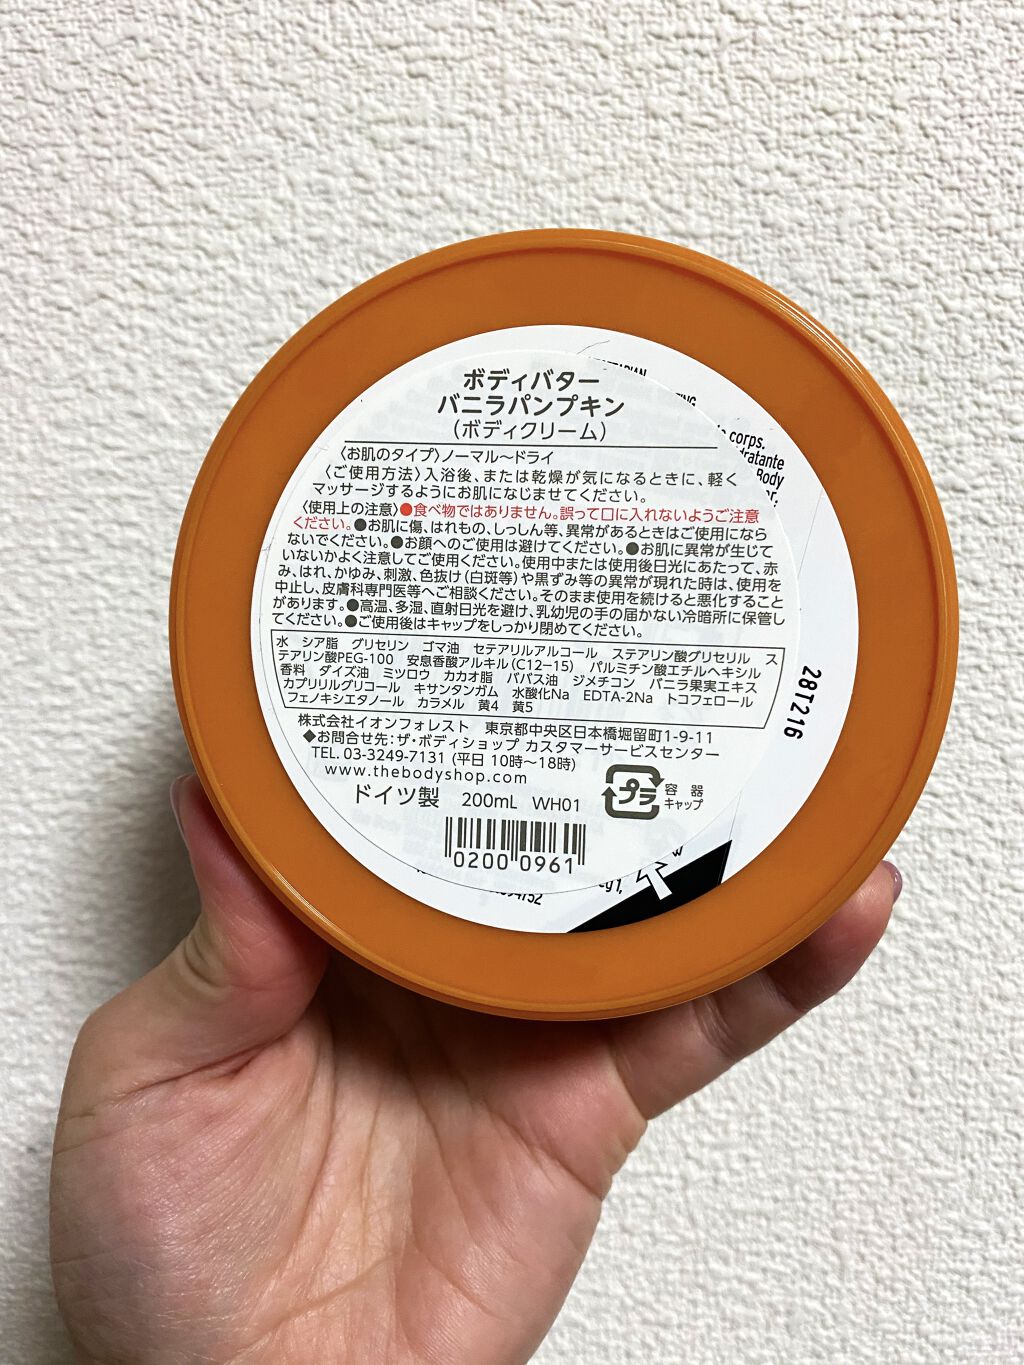 ボディバター
バニラパンプキン
(ボディクリーム)
〈お肌のタイプ〉ノーマル〜ドライ
〈ご使用方法〉入浴後、または乾燥が気になるときに、軽く
マッサージするようにお肌になじませてください。
〈使用上の注意〉●食べ物ではありません。誤って口に入れないようご注意
ください。●お肌に傷、はれもの、しっしん等、異常があるときはご使用になら
ないでください。●お顔へのご使用は避けてください。●お肌に異常が生じて
いないかよく注意してご使用ください。使用中または使用後日光にあたって、赤
み、はれ、かゆみ、刺激、色抜け(白斑等)や黒ずみ等の異常が現れた時は、使用を
中止し、皮膚科専門医等へご相談ください。そのまま使用を続けると悪化すること
があります。●高温、多湿、直射日光を避け、乳幼児の手の届かない冷暗所に保管し
てください。●ご使用後はキャップをしっかり閉めてください。
水 シア脂 グリセリン ゴマ油 セテアリルアルコール ステアリン酸グリセリル ス
テアリン酸PEG-100 安息香酸アルキル(C12-15) パルミチン酸エチルヘキシル
香料 ダイズ油 ミツロウ カカオ脂 ババス油 ジメチコン バニラ果実エキス
カプリリルグリコール キサンタンガム 水酸化Na EDTA-2Na トコフェロール
フェノキシエタノール カラメル 黄4 黄5
株式会社イオンフォレスト 東京都中央区日本橋堀留町1-9-11
◆お問合せ先:ザ・ボディショップ カスタマーサービスセンター
TEL. 03-3249-7131 (平日 10時〜18時)
www.thebodyshop.com
プラ 容器
キャップ
ドイツ製 200mL WH01
0200 0961
corps.
dratante
Body
28T216